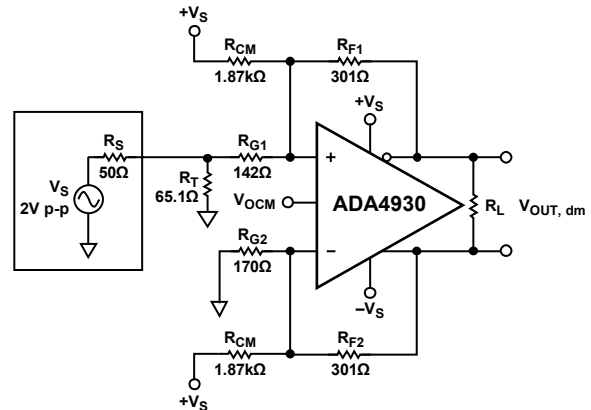 +VS
RCM
1.87kΩ
RF1
301Ω
+VS
RS
50Ω
VS
2V p-p
RT
65.1Ω
RG1
142Ω
+
VOCM
ADA4930
RL
VOUT, dm
RG2
170Ω
−
−VS
RCM
1.87kΩ
RF2
301Ω
+VS